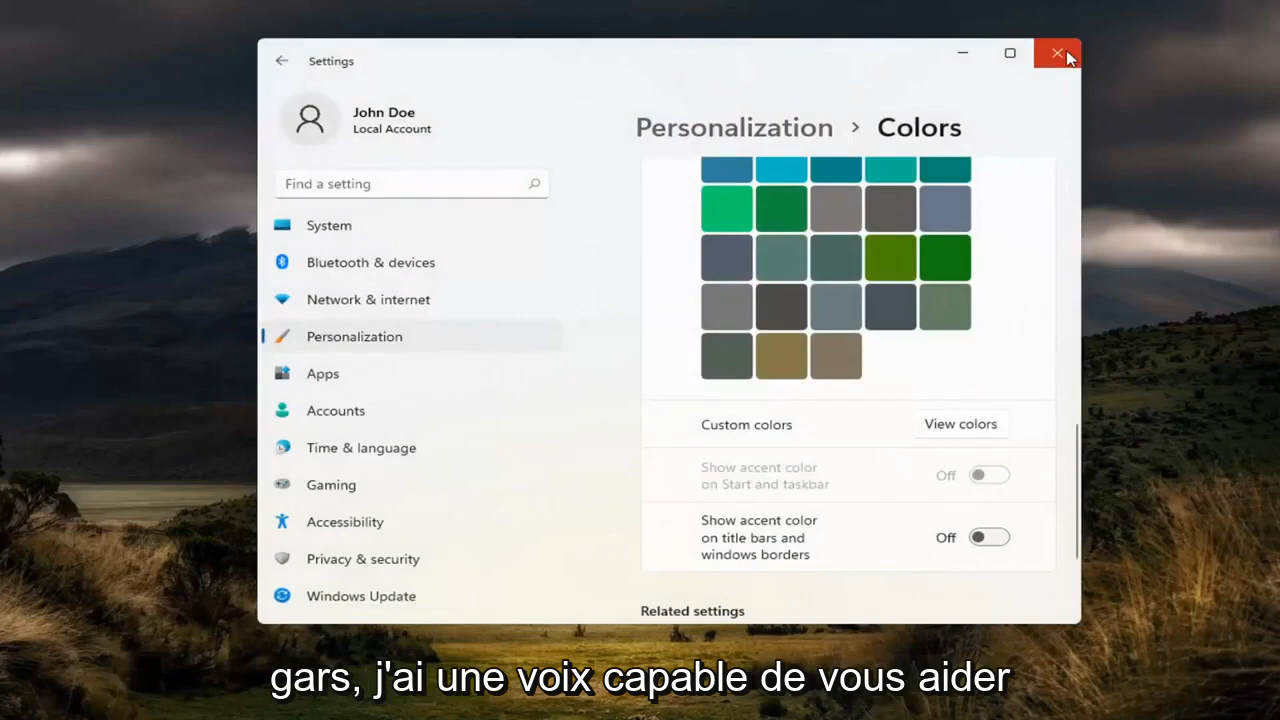 Settings
John Doe
Local Account
Find a setting
System
Bluetooth & devices
Network & internet
Personalization
Apps
Accounts
Time & language
Gaming
Accessibility
Privacy & security
Windows Update
Personalization > Colors
Custom colors
View colors
Show accent color
on Start and taskbar
Off
Show accent color
on title bars and
windows borders
Off
Related settings
gars, j'ai une voix capable de vous aider